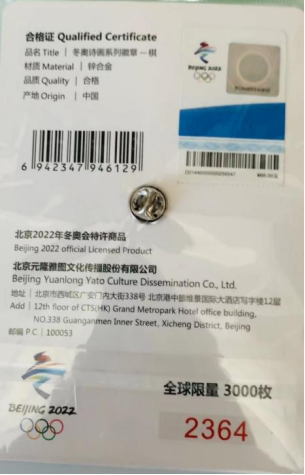 合格证 Qualified Certificate
品名 Title | 冬奥诗画系列徽章 一 棋
材质 Material | 锌合金
品质 Quality | 合格
产地 Origin | 中国
BEIJING 2022
6 942347 946129
北京2022年冬奥会特许商品
Beijing 2022 official Licensed Product
北京元隆雅图文化传播股份有限公司
Beijing Yuanlong Yato Culture Dissemination Co., Ltd.
地址 | 北京市西城区广安门内大街338号 北京港中旅维景国际大酒店写字楼12层
Add | 12th floor of CTS(HK) Grand Metropark Hotel office building,
NO.338 Guanganmen Inner Street, Xicheng District, Beijing
邮编 P.C. | 100053
BEIJING 2022
全球限量 3000枚
2364